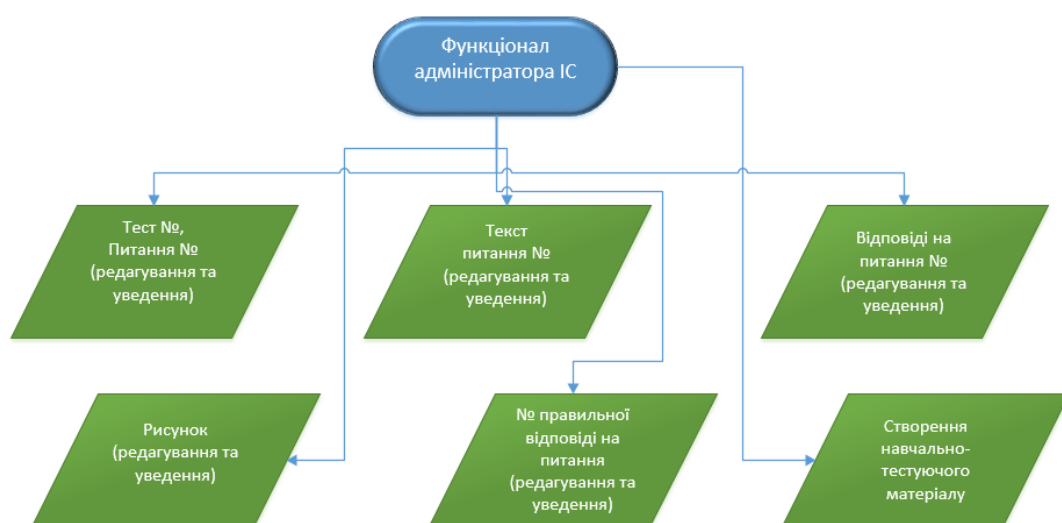 Функціонал
адміністратора ІС
Тест №,
Питання №
(редагування та
уведення)
Текст
питання №
(редагування та
уведення)
Відповіді на
питання №
(редагування та
уведення)
Рисунок
(редагування та
уведення)
№ правильної
відповіді на
питання
(редагування та
уведення)
Створення
навчально-
тестуючого
матеріалу